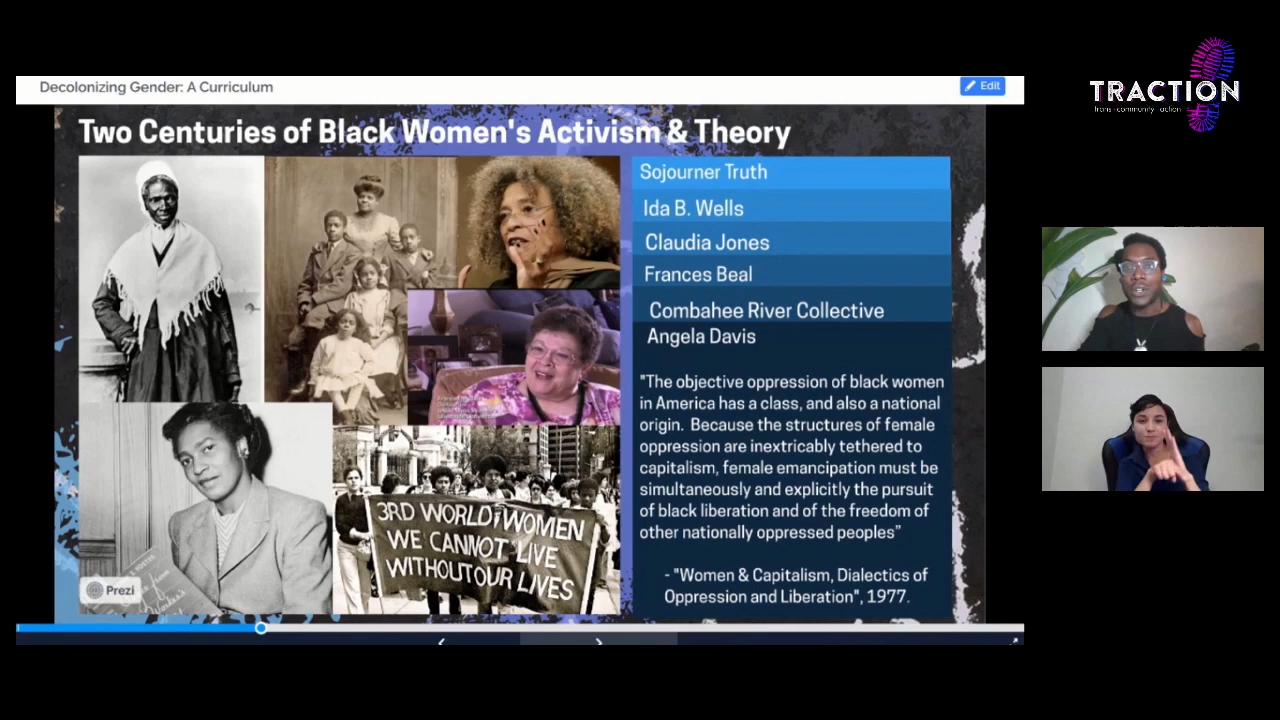 TRACTION
trans · community · action
Decolonizing Gender: A Curriculum
Edit
Two Centuries of Black Women's Activism & Theory
Sojourner Truth
Ida B. Wells
Claudia Jones
Frances Beal
Combahee River Collective
Angela Davis
"The objective oppression of black women
in America has a class, and also a national
origin. Because the structures of female
oppression are inextricably tethered to
capitalism, female emancipation must be
simultaneously and explicitly the pursuit
of black liberation and of the freedom of
other nationally oppressed peoples”
- "Women & Capitalism, Dialectics of
Oppression and Liberation", 1977.
3RD WORLD WOMEN
WE CANNOT LIVE
WITHOUT OUR LIVES
Prezi